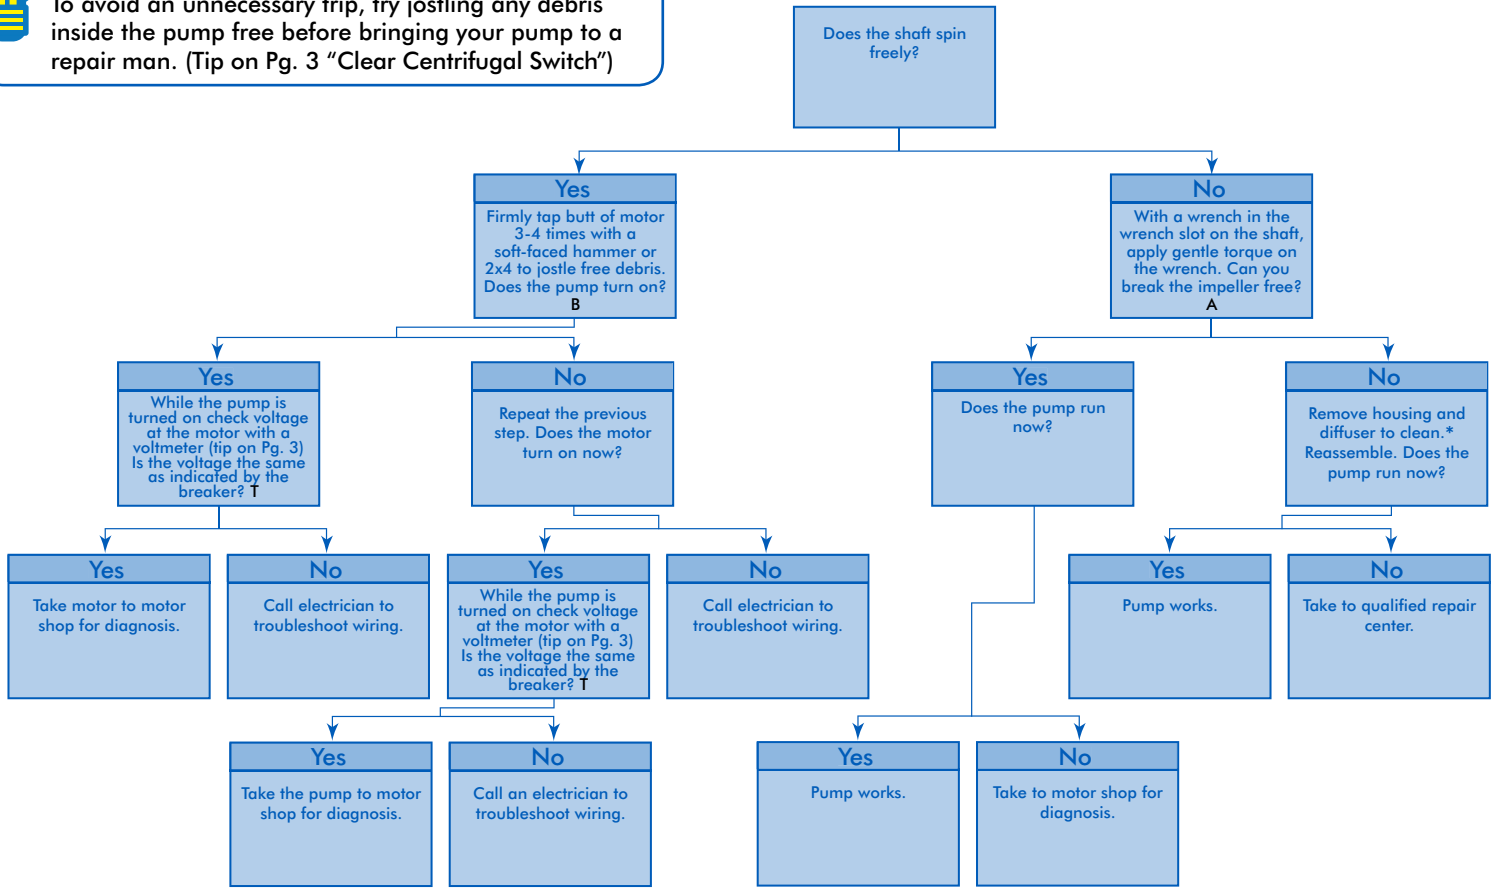 To avoid an unnecessary trip, try jostling any debris
inside the pump free before bringing your pump to a
repair man. (Tip on Pg. 3 “Clear Centrifugal Switch”)
Does the shaft spin
freely?
Yes
Firmly tap butt of motor
3-4 times with a
soft-faced hammer or
2x4 to jostle free debris.
Does the pump turn on?
B
No
With a wrench in the
wrench slot on the shaft,
apply gentle torque on
the wrench. Can you
break the impeller free?
A
Yes
While the pump is
turned on check voltage
at the motor with a
voltmeter (tip on Pg. 3)
Is the voltage the same
as indicated by the
breaker? T
No
Repeat the previous
step. Does the motor
turn on now?
Yes
Does the pump run
now?
No
Remove housing and
diffuser to clean.*
Reassemble. Does the
pump run now?
Yes
Take motor to motor
shop for diagnosis.
No
Call electrician to
troubleshoot wiring.
Yes
While the pump is
turned on check voltage
at the motor with a
voltmeter (tip on Pg. 3)
Is the voltage the same
as indicated by the
breaker? T
No
Call electrician to
troubleshoot wiring.
Yes
Pump works.
No
Take to qualified repair
center.
Yes
Take the pump to motor
shop for diagnosis.
No
Call an electrician to
troubleshoot wiring.
Yes
Pump works.
No
Take to motor shop for
diagnosis.